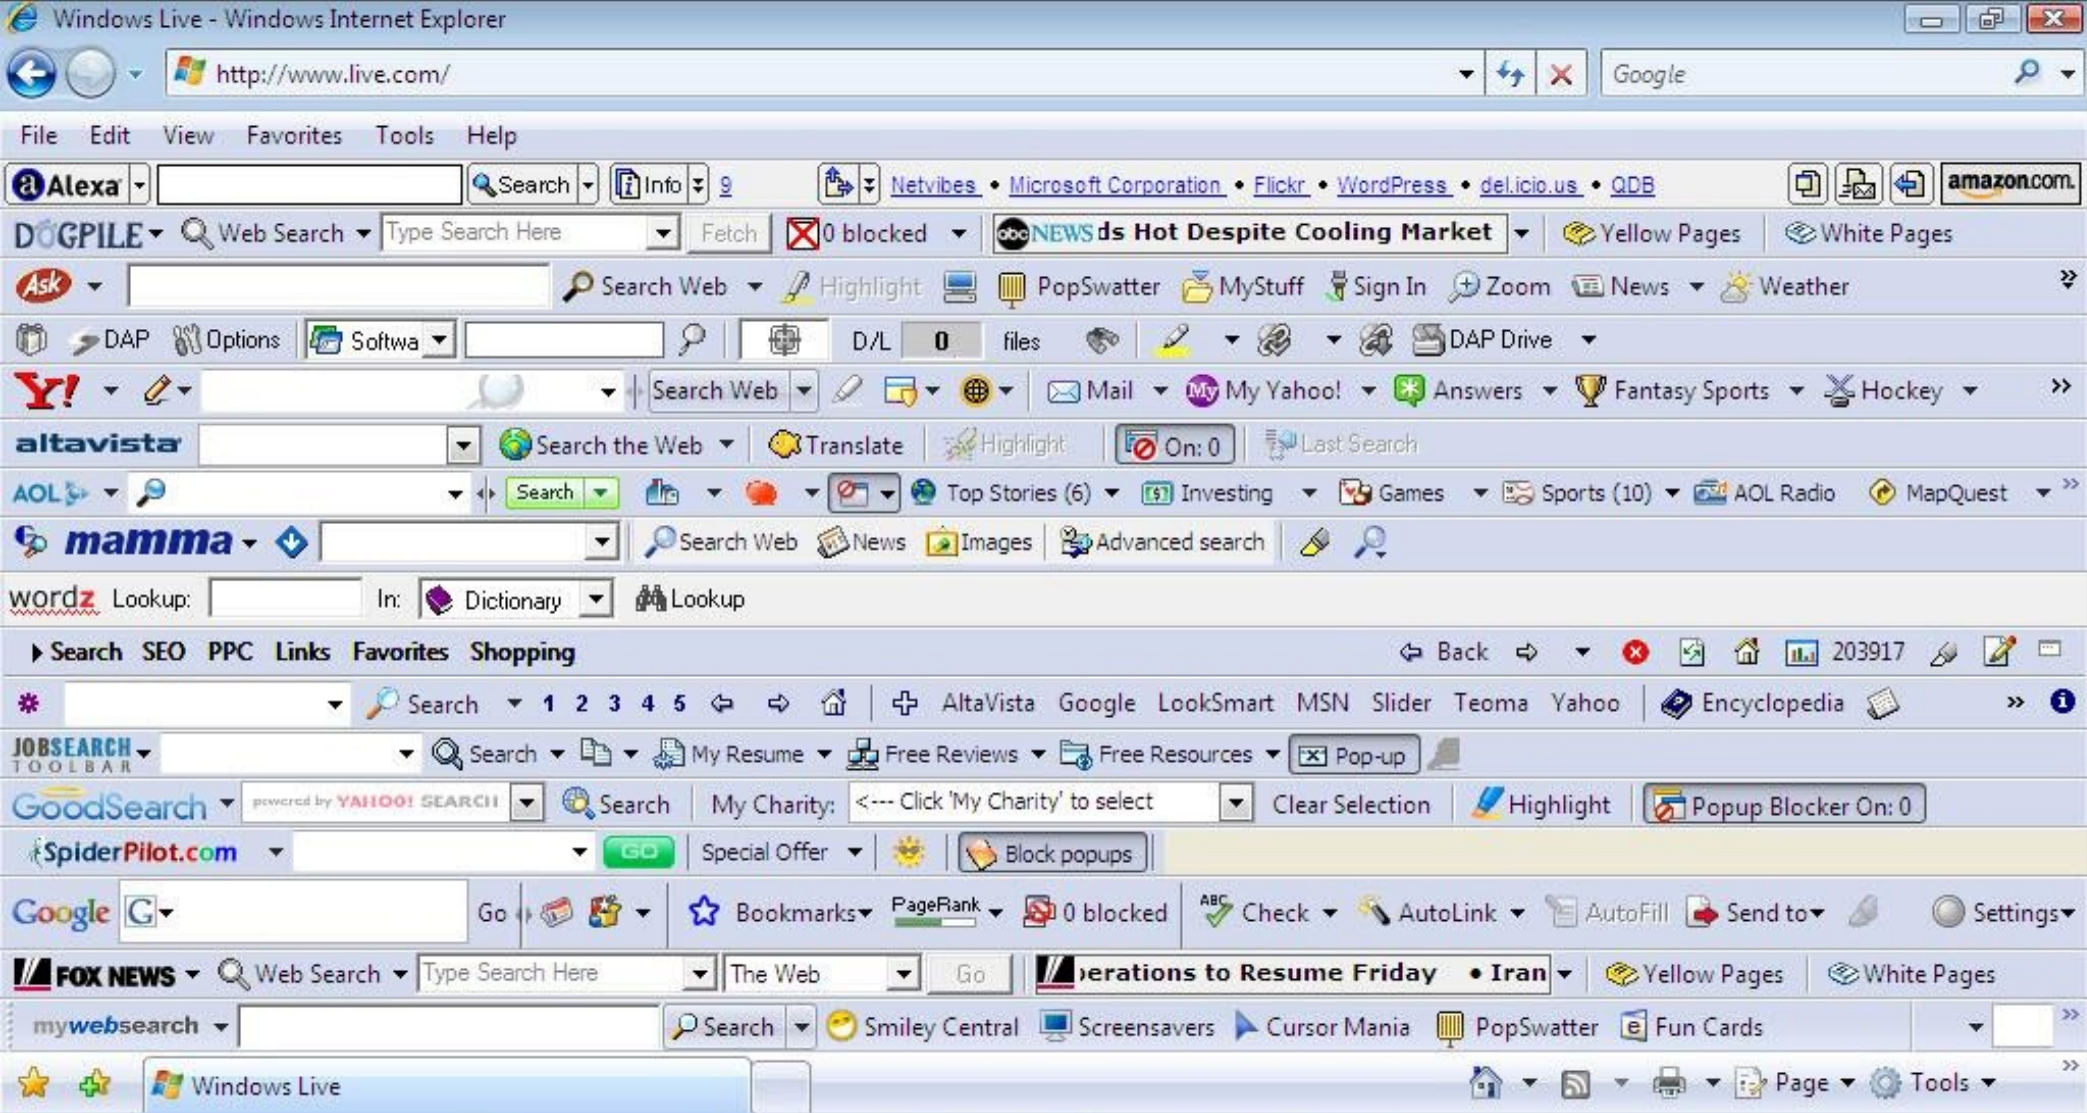 Windows Live - Windows Internet Explorer
http://www.live.com/ Google
File Edit View Favorites Tools Help
a Alexa Search Info 9 Netvibes • Microsoft Corporation • Flickr • WordPress • del.icio.us • QDB amazon.com.
DOGPILE Web Search Type Search Here Fetch 0 blocked abc NEWS ds Hot Despite Cooling Market Yellow Pages White Pages
Ask Search Web Highlight PopSwatter MyStuff Sign In Zoom News Weather »
DAP Options Softwa D/L 0 files DAP Drive
Y! Search Web Mail My My Yahoo! Answers Fantasy Sports Hockey »
altavista Search the Web Translate Highlight On: 0 Last Search
AOL Search Top Stories (6) Investing Games Sports (10) AOL Radio MapQuest »
mamma Search Web News Images Advanced search
wordz Lookup: In: Dictionary Lookup
Search SEO PPC Links Favorites Shopping Back 203917
Search 1 2 3 4 5 AltaVista Google LookSmart MSN Slider Teoma Yahoo Encyclopedia » i
JOBSEARCH TOOLBAR Search My Resume Free Reviews Free Resources Pop-up
GoodSearch powered by YAHOO! SEARCH Search My Charity: <--- Click 'My Charity' to select Clear Selection Highlight Popup Blocker On: 0
SpiderPilot.com GO Special Offer Block popups
Google G Go Bookmarks PageRank 0 blocked ABC Check AutoLink AutoFill Send to Settings
FOX NEWS Web Search Type Search Here The Web Go perations to Resume Friday • Iran Yellow Pages White Pages
mywebsearch Search Smiley Central Screensavers Cursor Mania PopSwatter e Fun Cards »
Windows Live Page Tools »